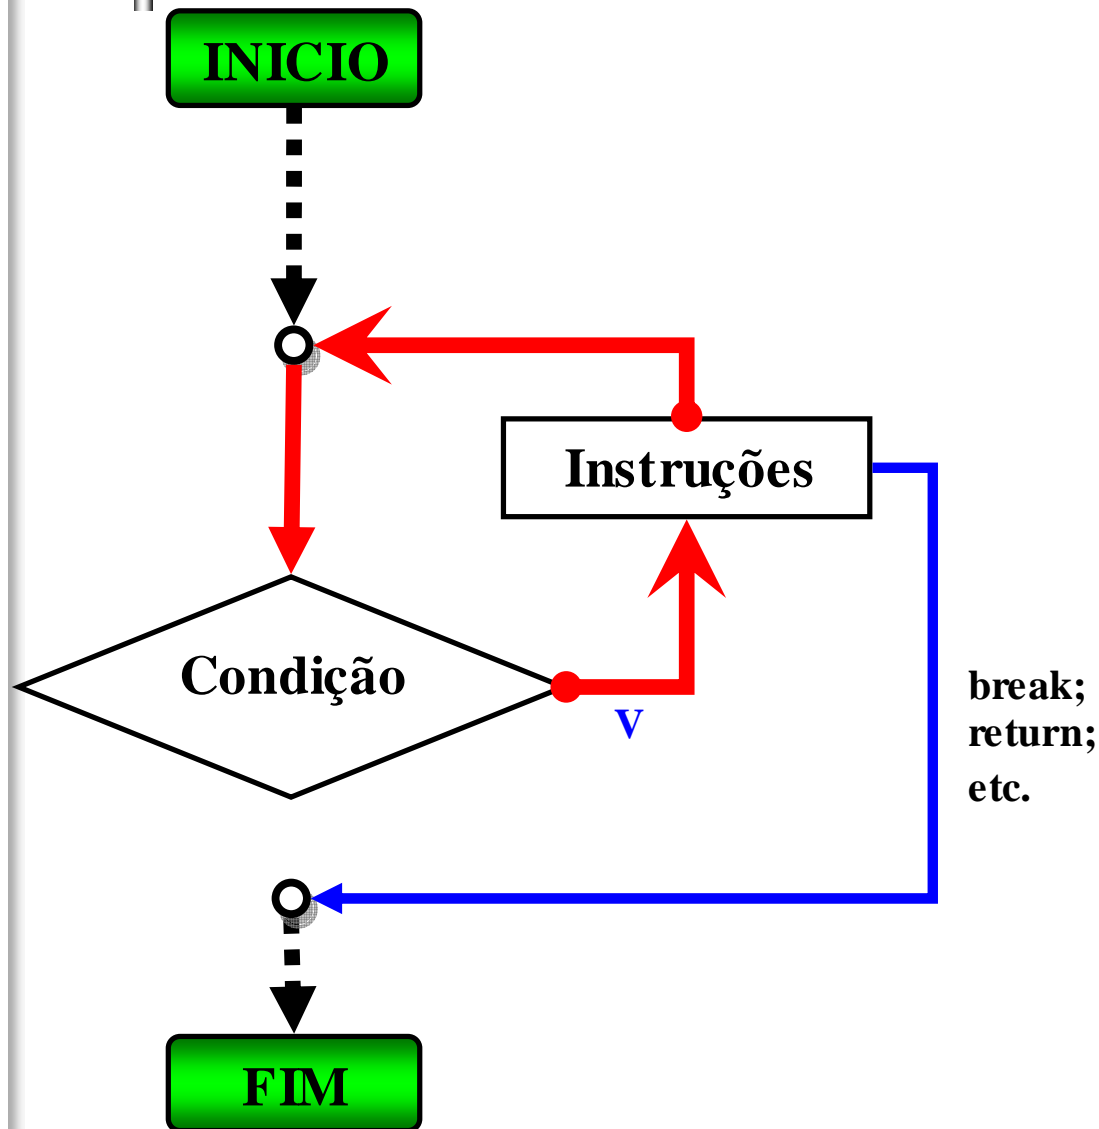 INICIO
Instruções
Condição
V
break;
return;
etc.
FIM